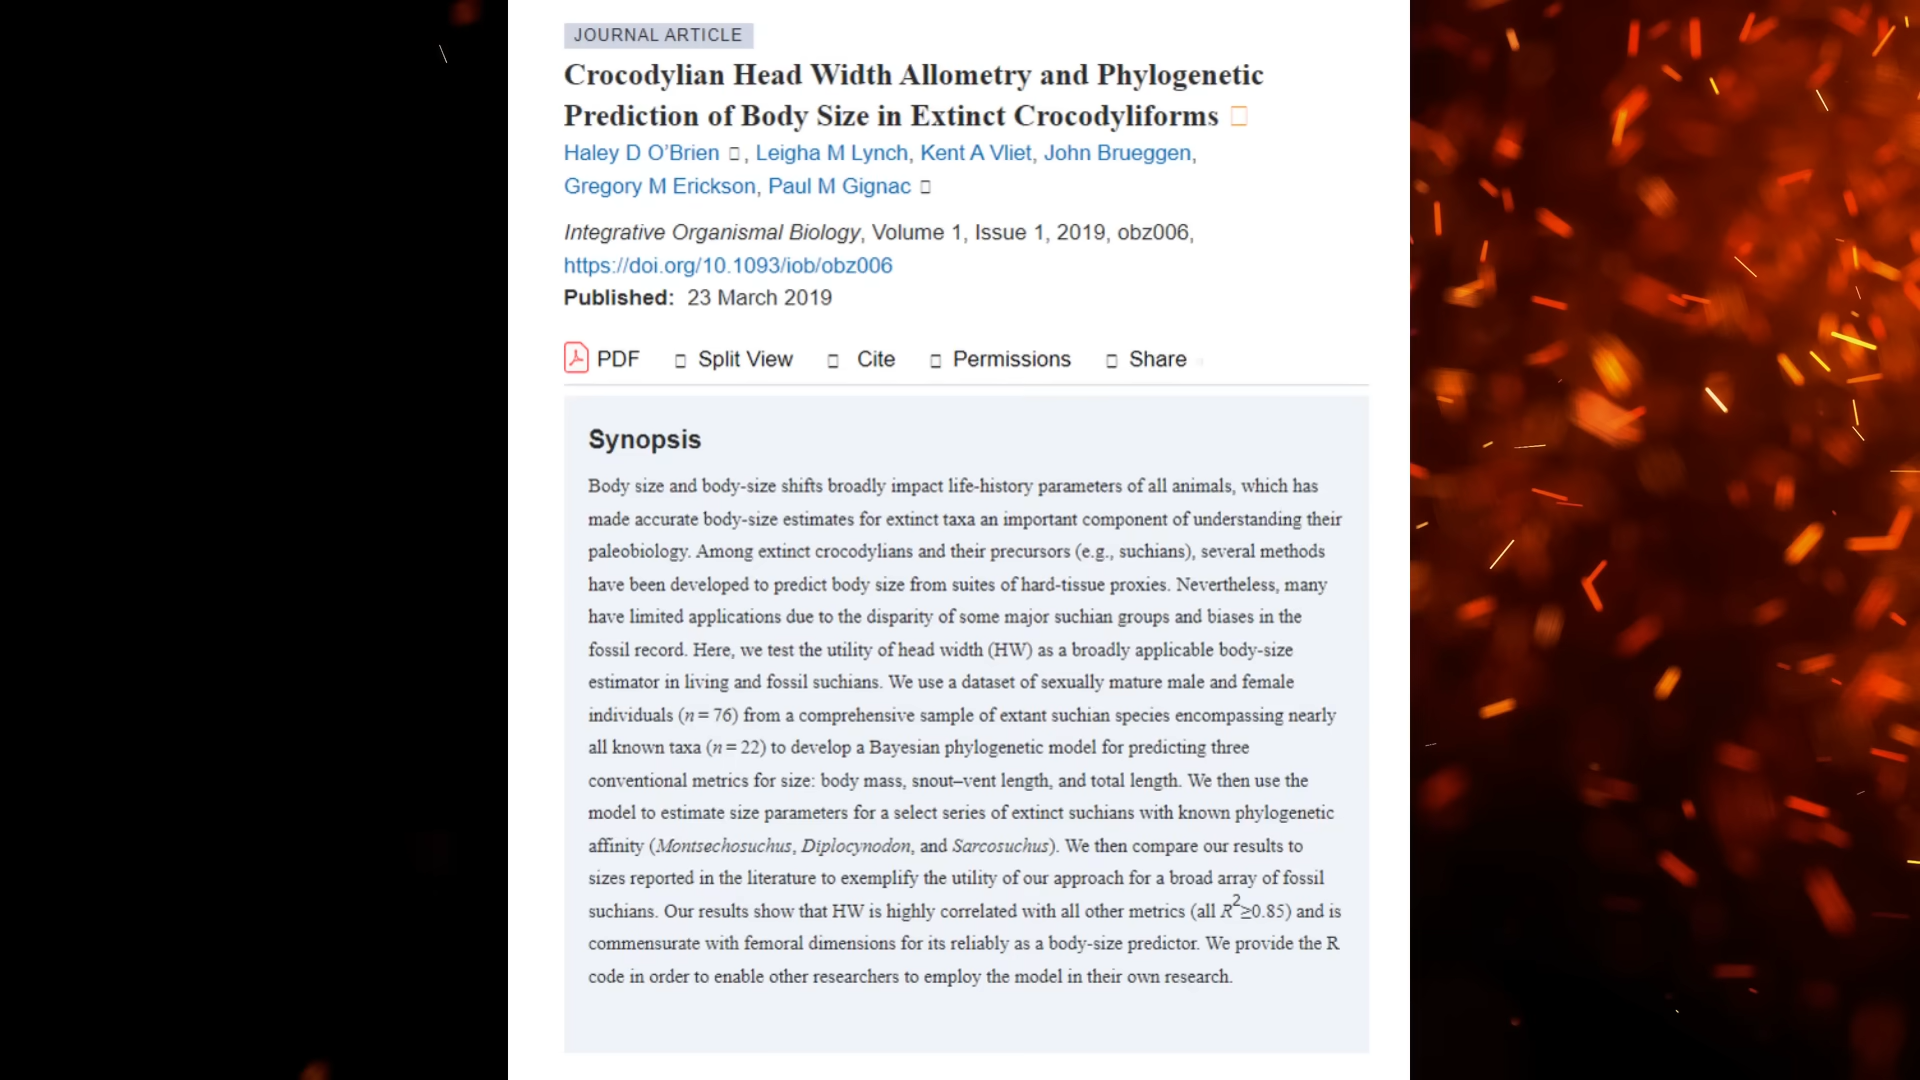 JOURNAL ARTICLE
Crocodylian Head Width Allometry and Phylogenetic
Prediction of Body Size in Extinct Crocodyliforms
Haley D O'Brien , Leigha M Lynch, Kent A Vliet, John Brueggen,
Gregory M Erickson, Paul M Gignac
Integrative Organismal Biology, Volume 1, Issue 1, 2019, obz006,
https://doi.org/10.1093/iob/obz006
Published: 23 March 2019
PDF Split View Cite Permissions Share
Synopsis
Body size and body-size shifts broadly impact life-history parameters of all animals, which has
made accurate body-size estimates for extinct taxa an important component of understanding their
paleobiology. Among extinct crocodylians and their precursors (e.g., suchians), several methods
have been developed to predict body size from suites of hard-tissue proxies. Nevertheless, many
have limited applications due to the disparity of some major suchian groups and biases in the
fossil record. Here, we test the utility of head width (HW) as a broadly applicable body-size
estimator in living and fossil suchians. We use a dataset of sexually mature male and female
individuals (n = 76) from a comprehensive sample of extant suchian species encompassing nearly
all known taxa (n = 22) to develop a Bayesian phylogenetic model for predicting three
conventional metrics for size: body mass, snout–vent length, and total length. We then use the
model to estimate size parameters for a select series of extinct suchians with known phylogenetic
affinity (Montsechosuchus, Diplocynodon, and Sarcosuchus). We then compare our results to
sizes reported in the literature to exemplify the utility of our approach for a broad array of fossil
suchians. Our results show that HW is highly correlated with all other metrics (all R²≥0.85) and is
commensurate with femoral dimensions for its reliably as a body-size predictor. We provide the R
code in order to enable other researchers to employ the model in their own research.